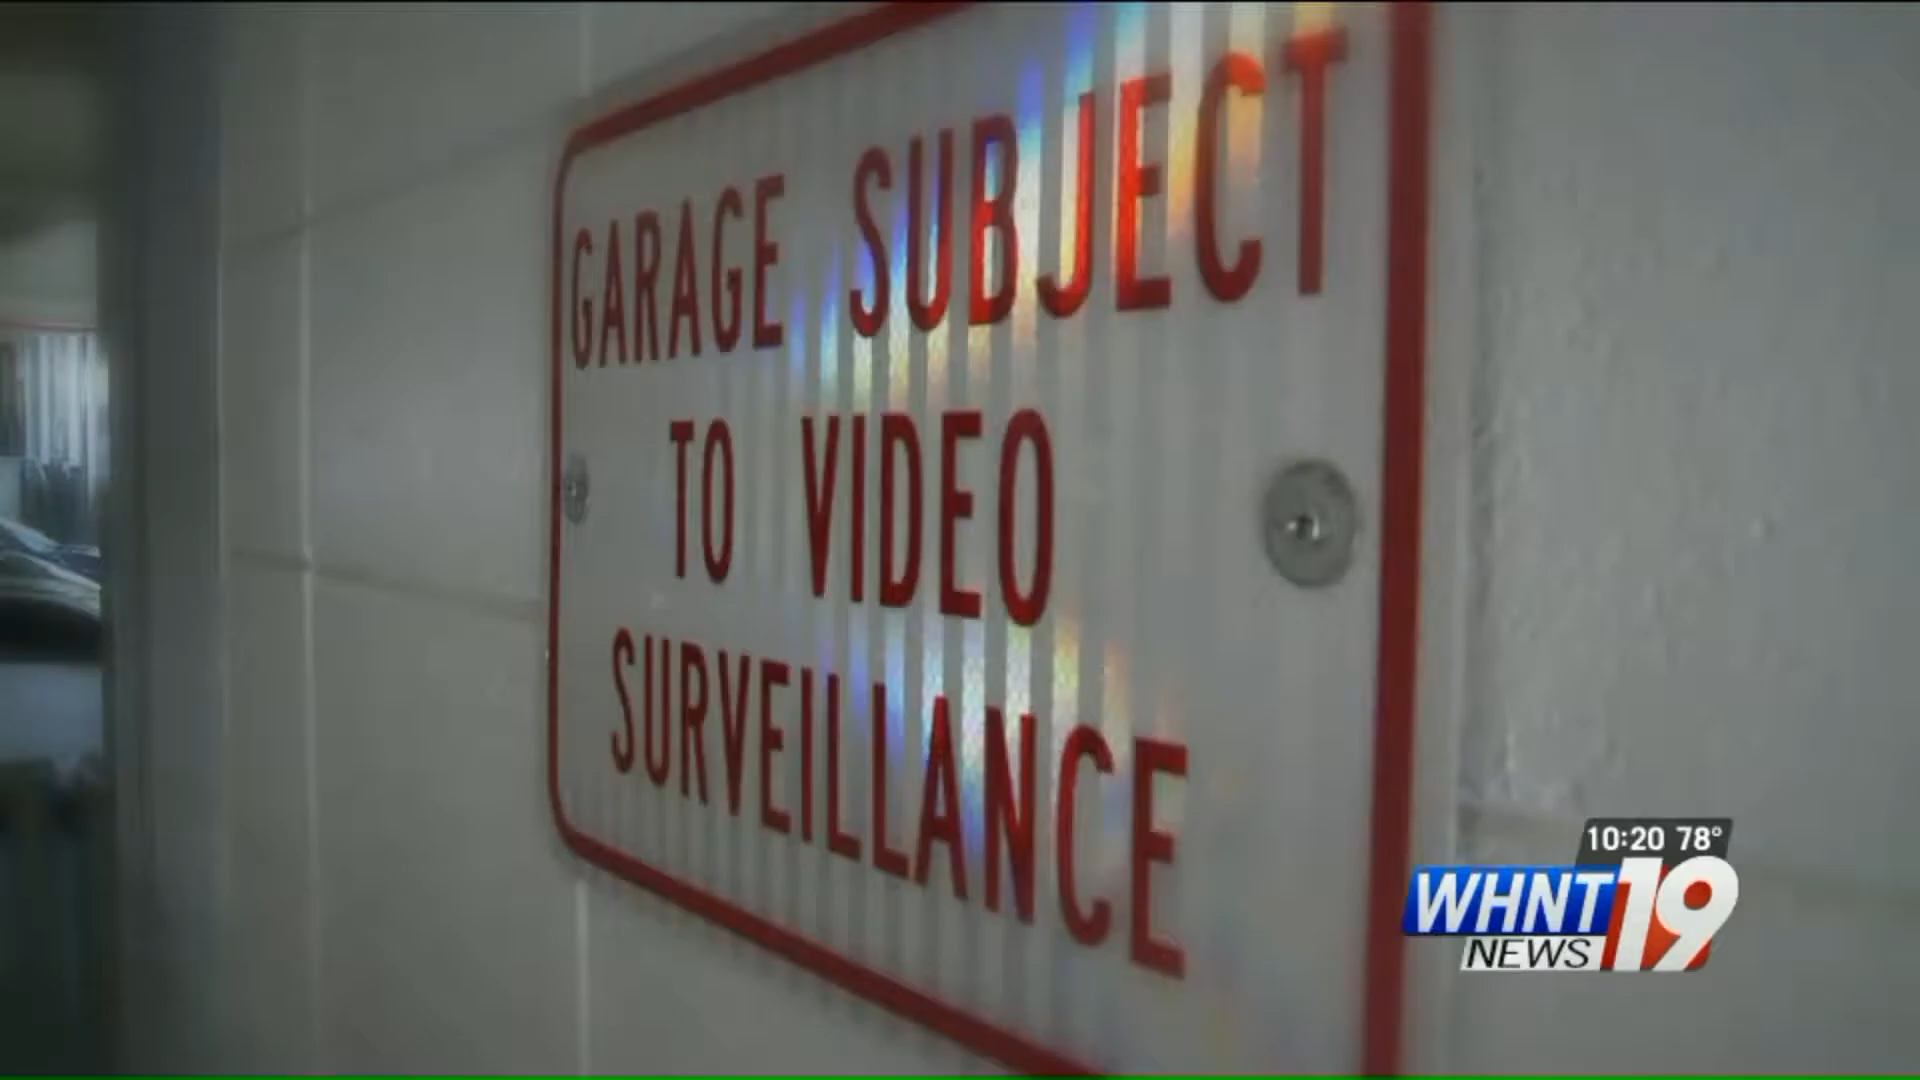 GARAGE SUBJECT
TO VIDEO
SURVEILLANCE
10:20 78°
WHNT 19
NEWS